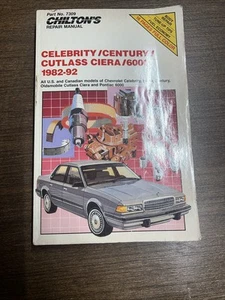 Part No. 7309
CHILTON'S
REPAIR MANUAL
CELEBRITY/CENTURY/
CUTLASS CIERA/6000
1982-92
All U.S. and Canadian models of Chevrolet Celebrity, Century,
Oldsmobile Cutlass Ciera and Pontiac 6000